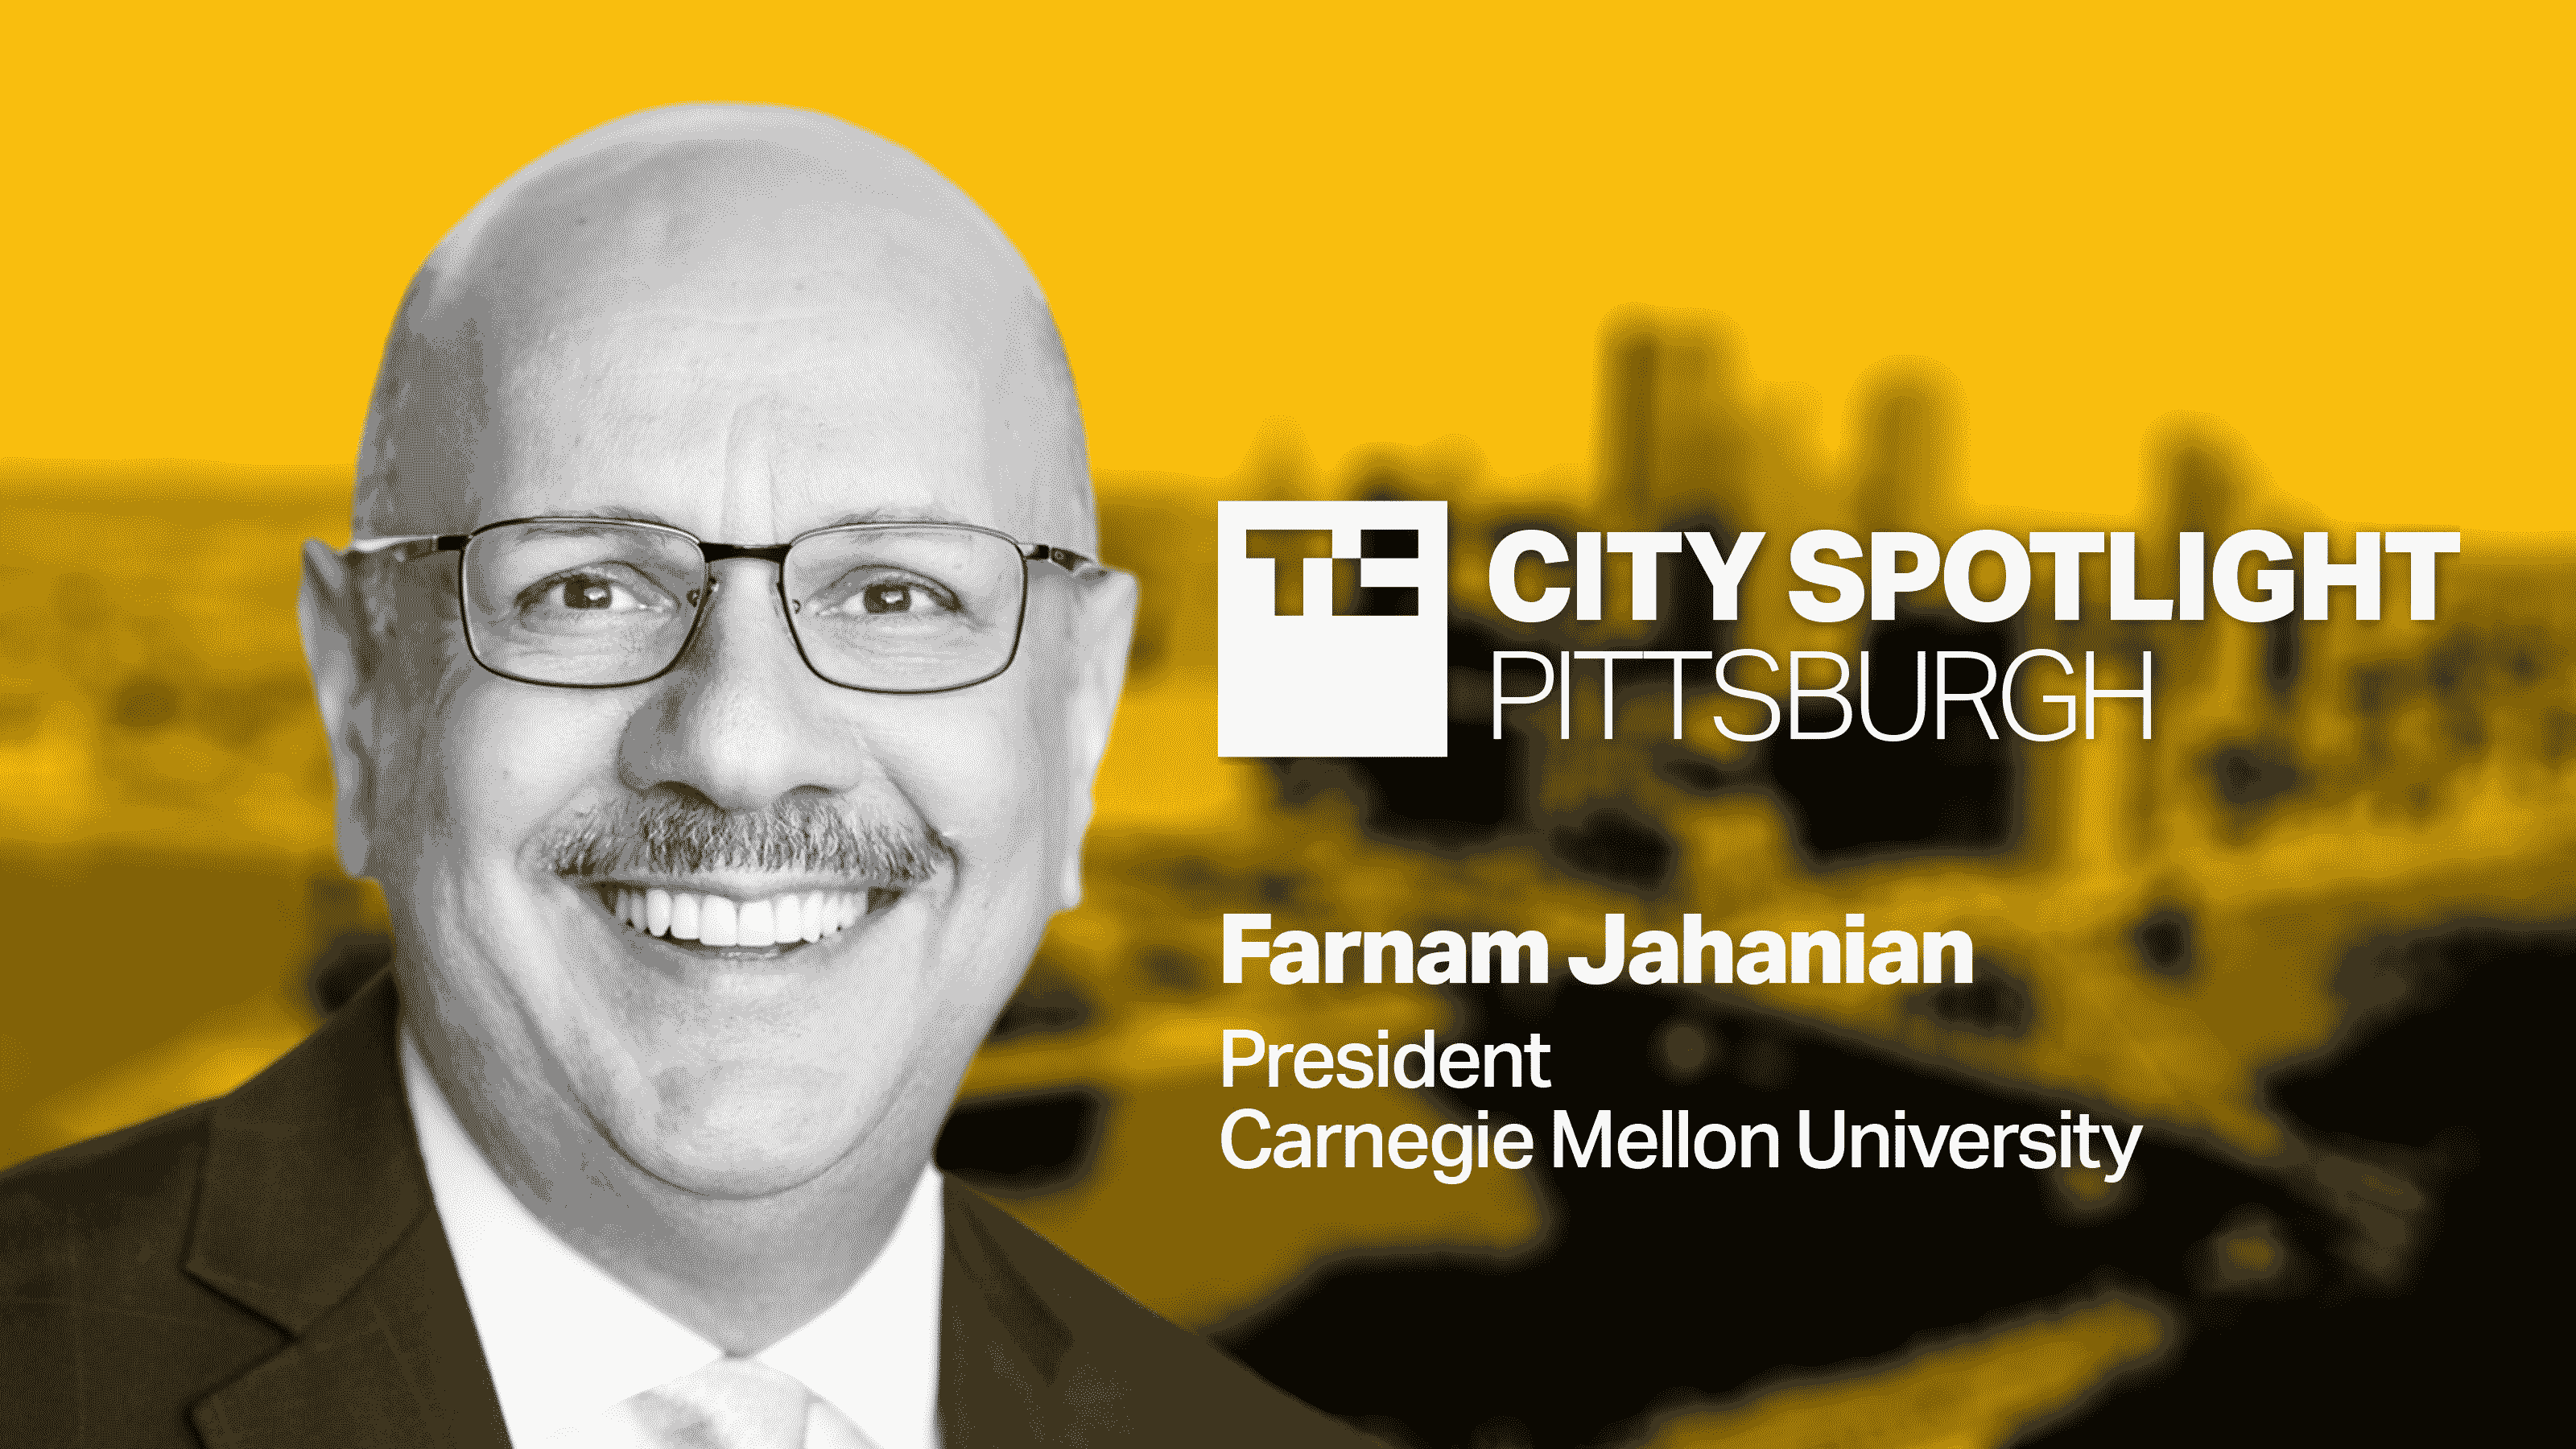 TC
CITY SPOTLIGHT
PITTSBURGH
Farnam Jahanian
President
Carnegie Mellon University